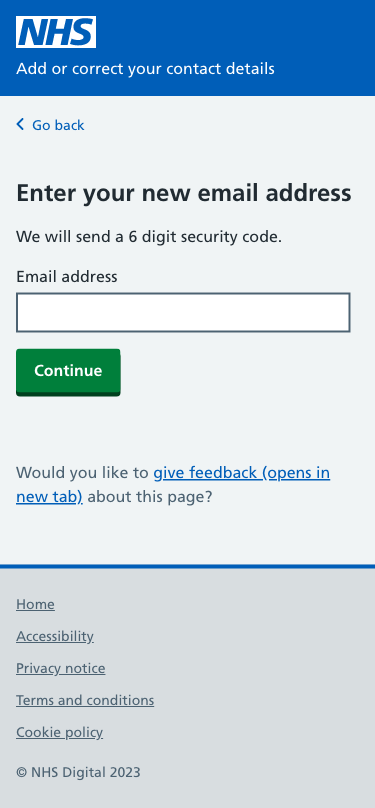 NHS
Add or correct your contact details
Go back
Enter your new email address
We will send a 6 digit security code.
Email address
Continue
Would you like to give feedback (opens in
new tab) about this page?
Home
Accessibility
Privacy notice
Terms and conditions
Cookie policy
© NHS Digital 2023